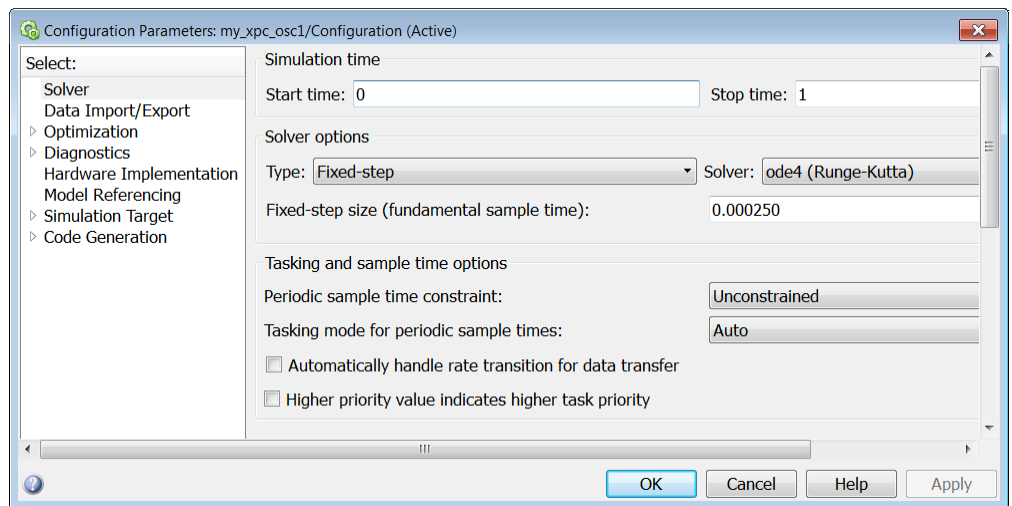 Configuration Parameters: my_xpc_osc1/Configuration (Active)
Select:
Solver
Data Import/Export
Optimization
Diagnostics
Hardware Implementation
Model Referencing
Simulation Target
Code Generation
Simulation time
Start time: 0 Stop time: 1
Solver options
Type: Fixed-step Solver: ode4 (Runge-Kutta)
Fixed-step size (fundamental sample time): 0.000250
Tasking and sample time options
Periodic sample time constraint: Unconstrained
Tasking mode for periodic sample times: Auto
Automatically handle rate transition for data transfer
Higher priority value indicates higher task priority
OK Cancel Help Apply